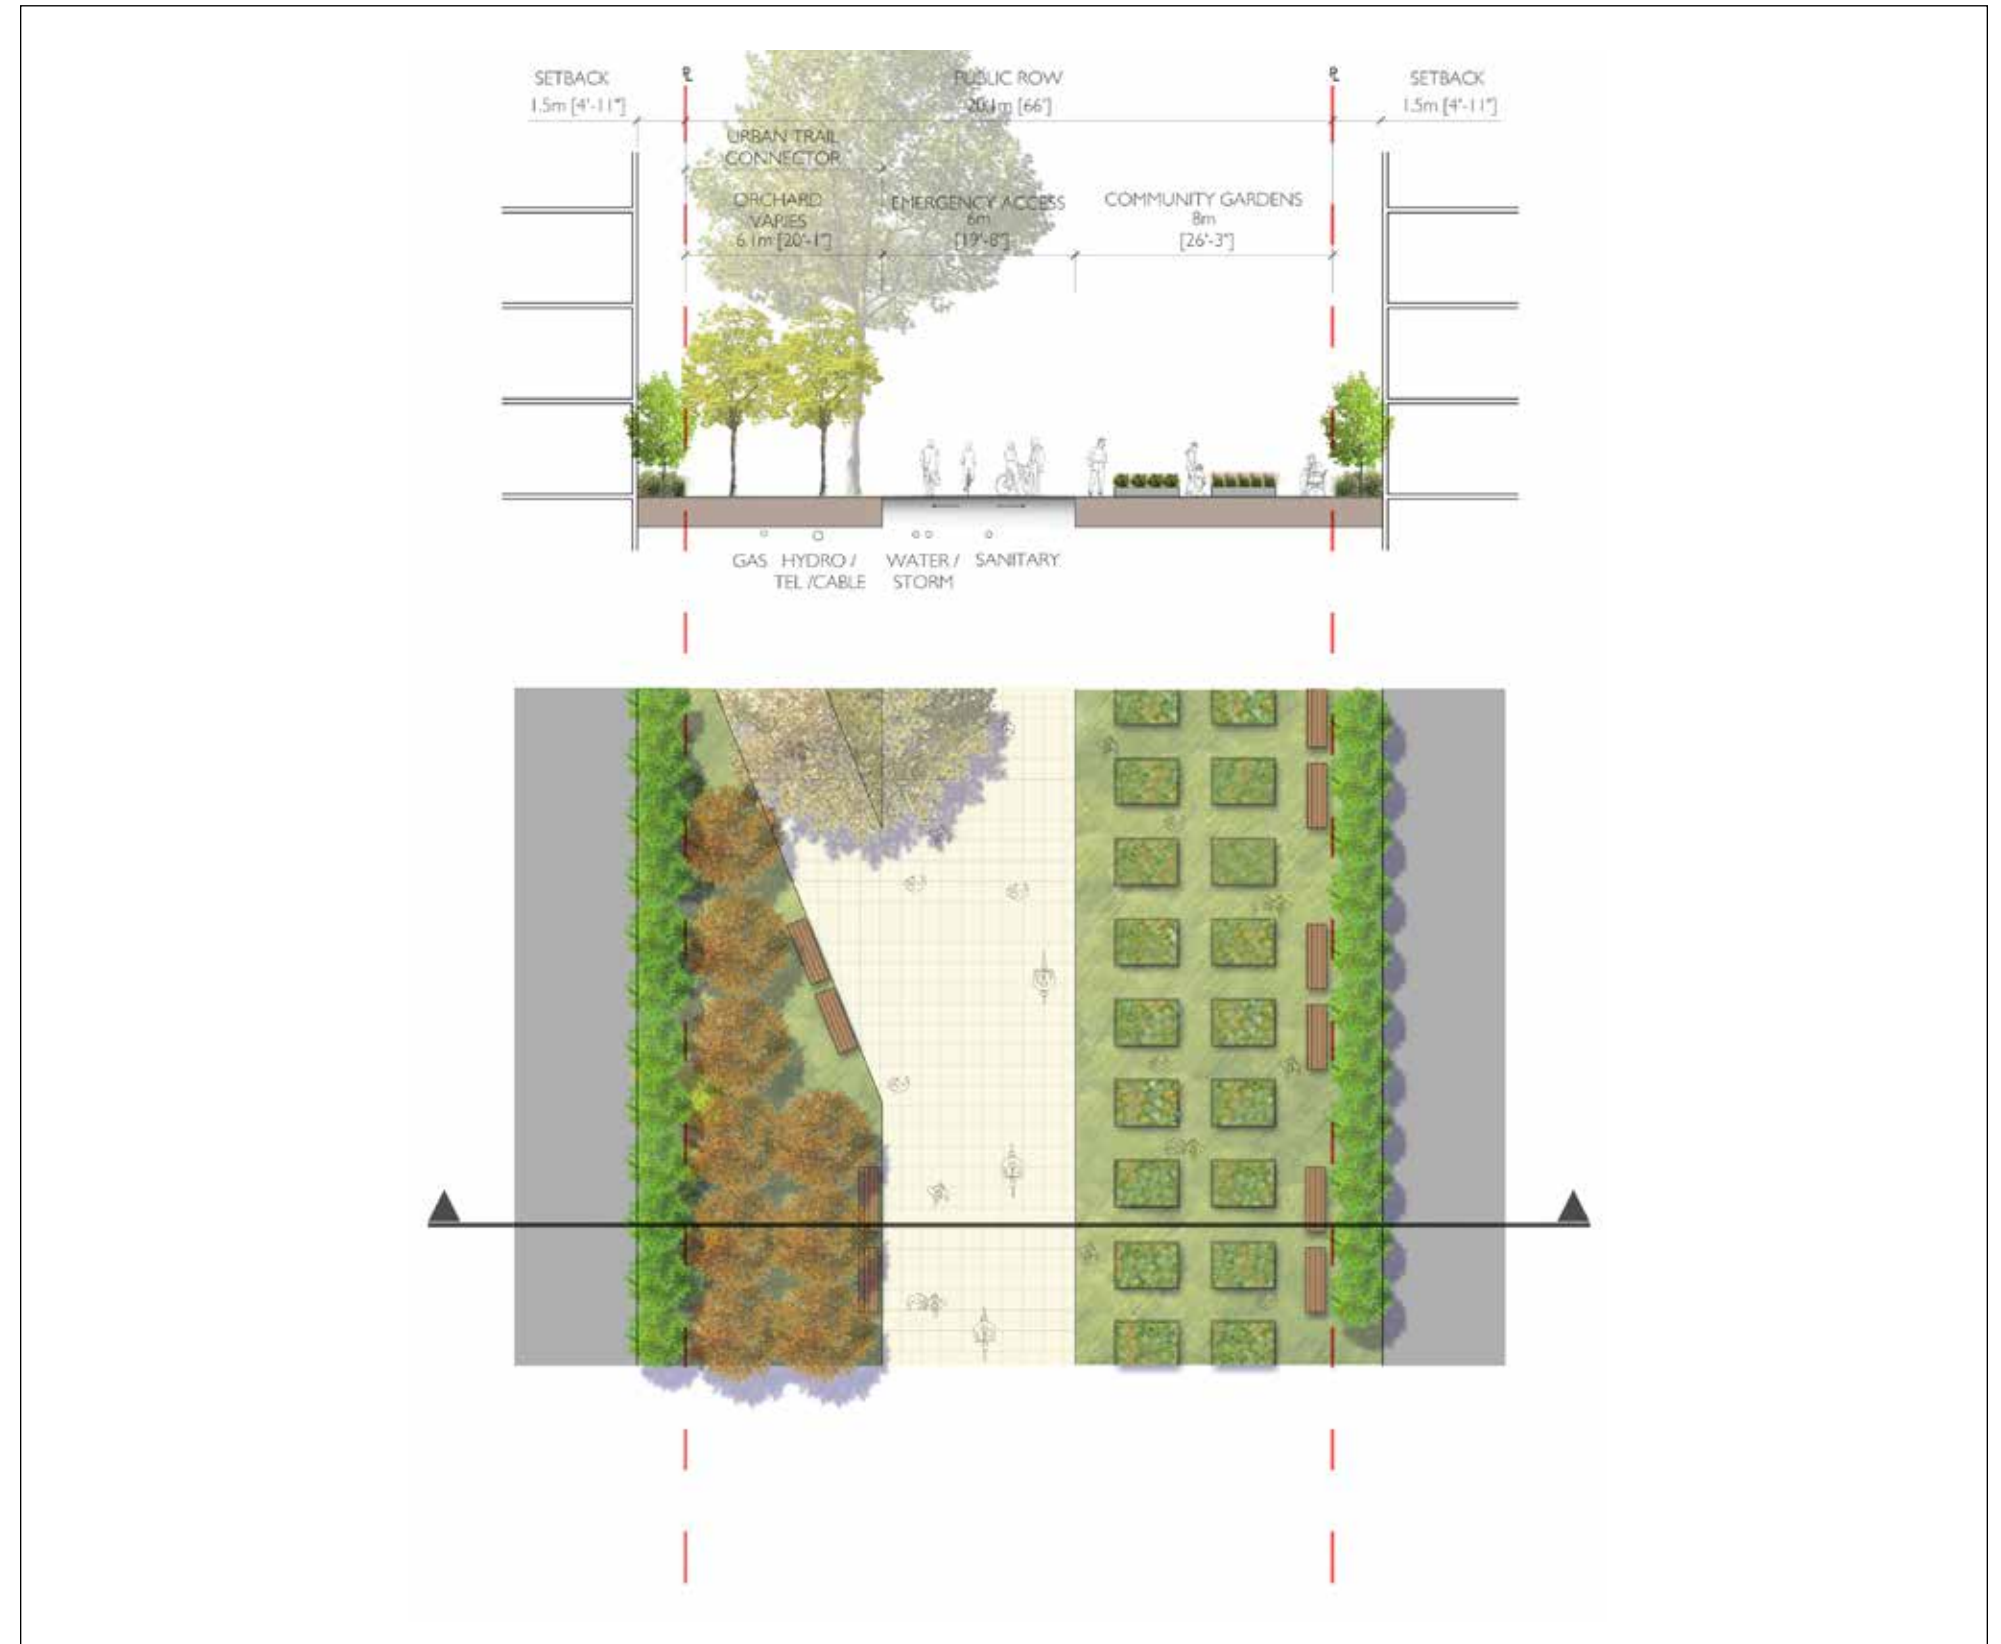 SETBACK
1.5m [4'-11"]
PL
PUBLIC ROW
20.1m [66']
PL
SETBACK
1.5m [4'-11"]
URBAN TRAIL
CONNECTOR
ORCHARD
VARIES
6.1m [20'-1"]
EMERGENCY ACCESS
6m
[19'-8"]
COMMUNITY GARDENS
8m
[26'-3"]
GAS
HYDRO /
TEL /CABLE
WATER /
STORM
SANITARY